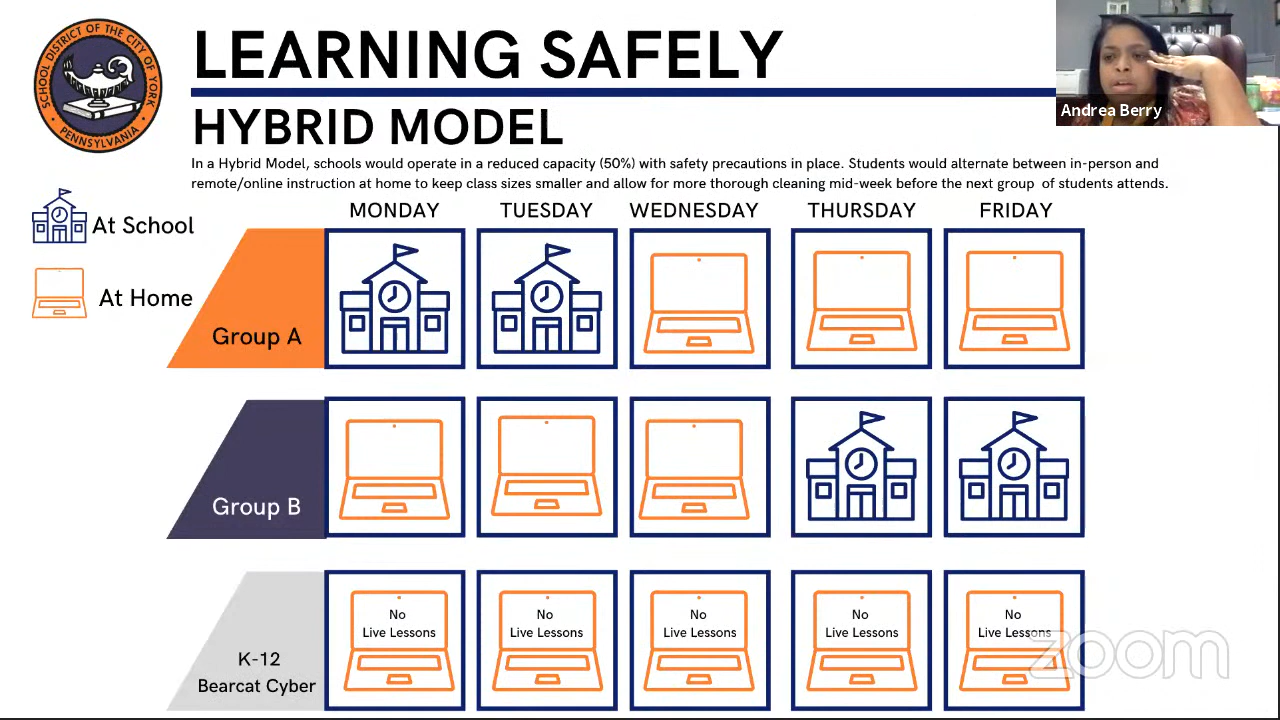 SCHOOL DISTRICT OF THE CITY OF YORK
• PENNSYLVANIA •
LEARNING SAFELY
Andrea Berry
HYBRID MODEL
In a Hybrid Model, schools would operate in a reduced capacity (50%) with safety precautions in place. Students would alternate between in-person and
remote/online instruction at home to keep class sizes smaller and allow for more thorough cleaning mid-week before the next group of students attends.
At School
At Home
MONDAY TUESDAY WEDNESDAY THURSDAY FRIDAY
Group A
Group B
K-12
Bearcat Cyber
No
Live Lessons
No
Live Lessons
No
Live Lessons
No
Live Lessons
No
Live Lessons
zoom